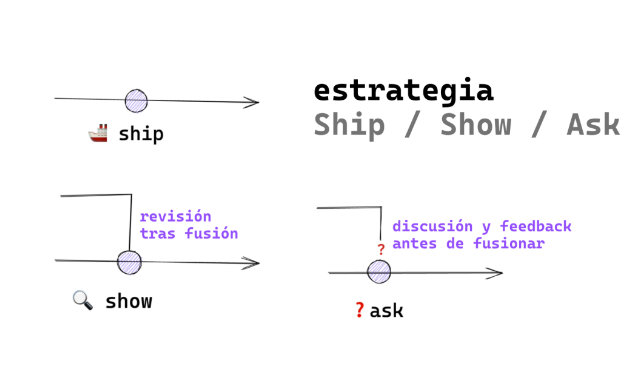 estrategia
Ship / Show / Ask
ship
revisión
tras fusión
show
discusión y feedback
antes de fusionar
?
? ask